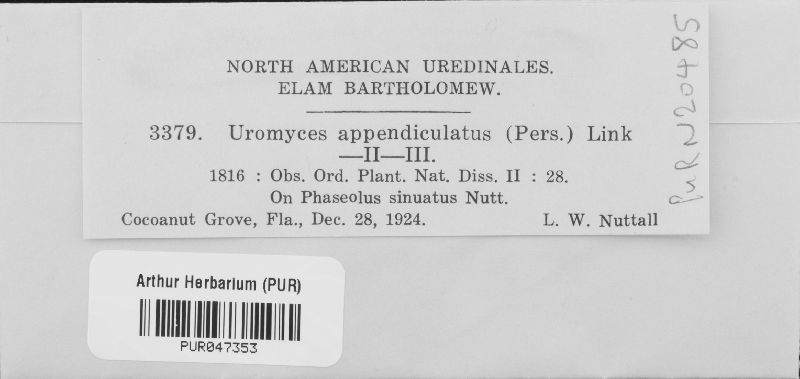 NORTH AMERICAN UREDINALES.
ELAM BARTHOLOMEW.
3379. Uromyces appendiculatus (Pers.) Link
—II—III.
1816 : Obs. Ord. Plant. Nat. Diss. II : 28.
On Phaseolus sinuatus Nutt.
Cocoanut Grove, Fla., Dec. 28, 1924. L. W. Nuttall
PUR N20485
Arthur Herbarium (PUR)
PUR047353